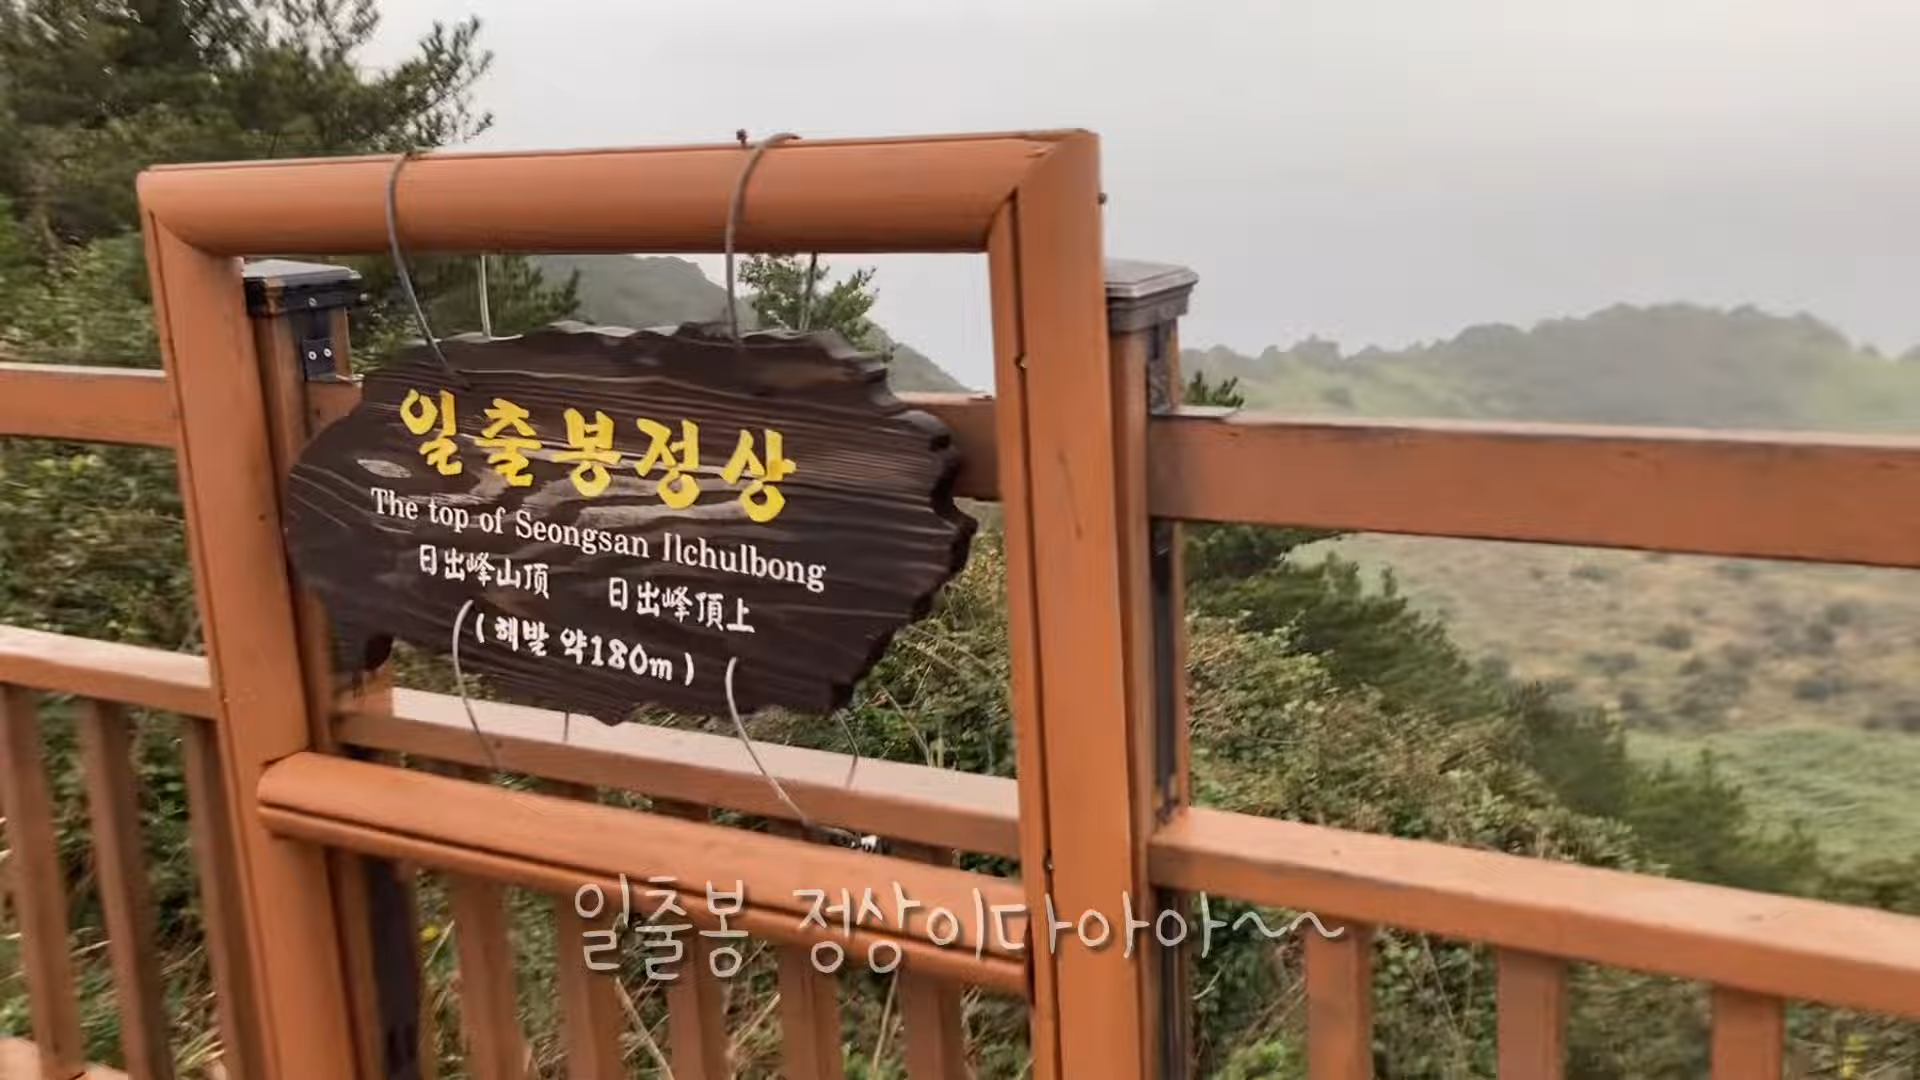 일출봉정상
The top of Seongsan Ilchulbong
日出峰山顶 日出峰頂上
(해발 약180m)
일출봉 정상이다아아아~~